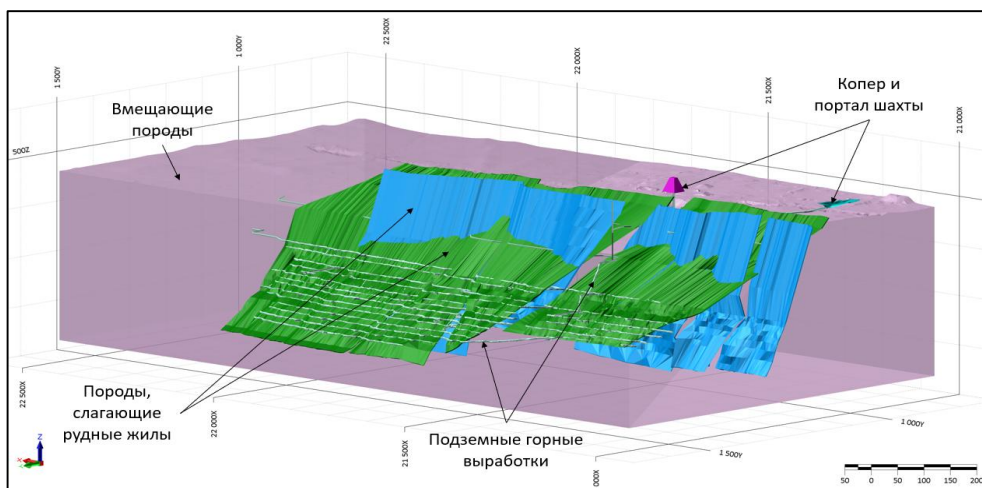 22 500X
22 000X
21 500X
21 000X
1 500Y
1 000Y
500Z
Вмещающие
породы
Копер и
портал шахты
Породы,
слагающие
рудные жилы
Подземные горные
выработки
22 500X
22 000X
21 500X
000X
1 500Y
1 000Y
Z
50 0 50 100 150 200